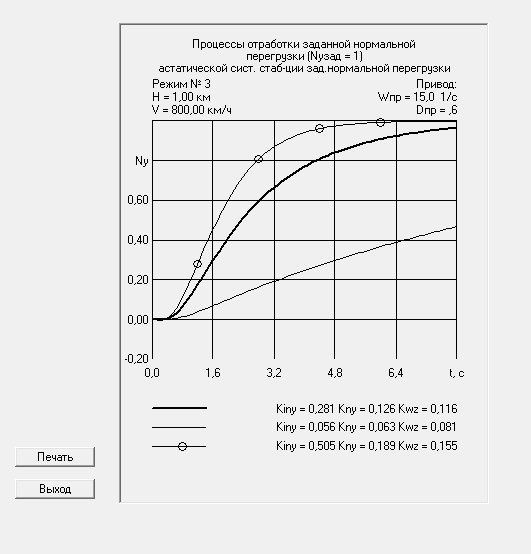 Процессы отработки заданной нормальной
перегрузки (Nyзад = 1)
астатической сист. стаб-ции зад.нормальной перегрузки
Режим № 3
Привод:
H = 1,00 км
Wпр = 15,0 1/с
V = 800,00 км/ч
Dпр = ,6
Ny
0,60
0,40
0,20
0,00
-0,20
0,0 1,6 3,2 4,8 6,4 t, с
Kiny = 0,281 Kny = 0,126 Kwz = 0,116
Kiny = 0,056 Kny = 0,063 Kwz = 0,081
Kiny = 0,505 Kny = 0,189 Kwz = 0,155
Печать
Выход